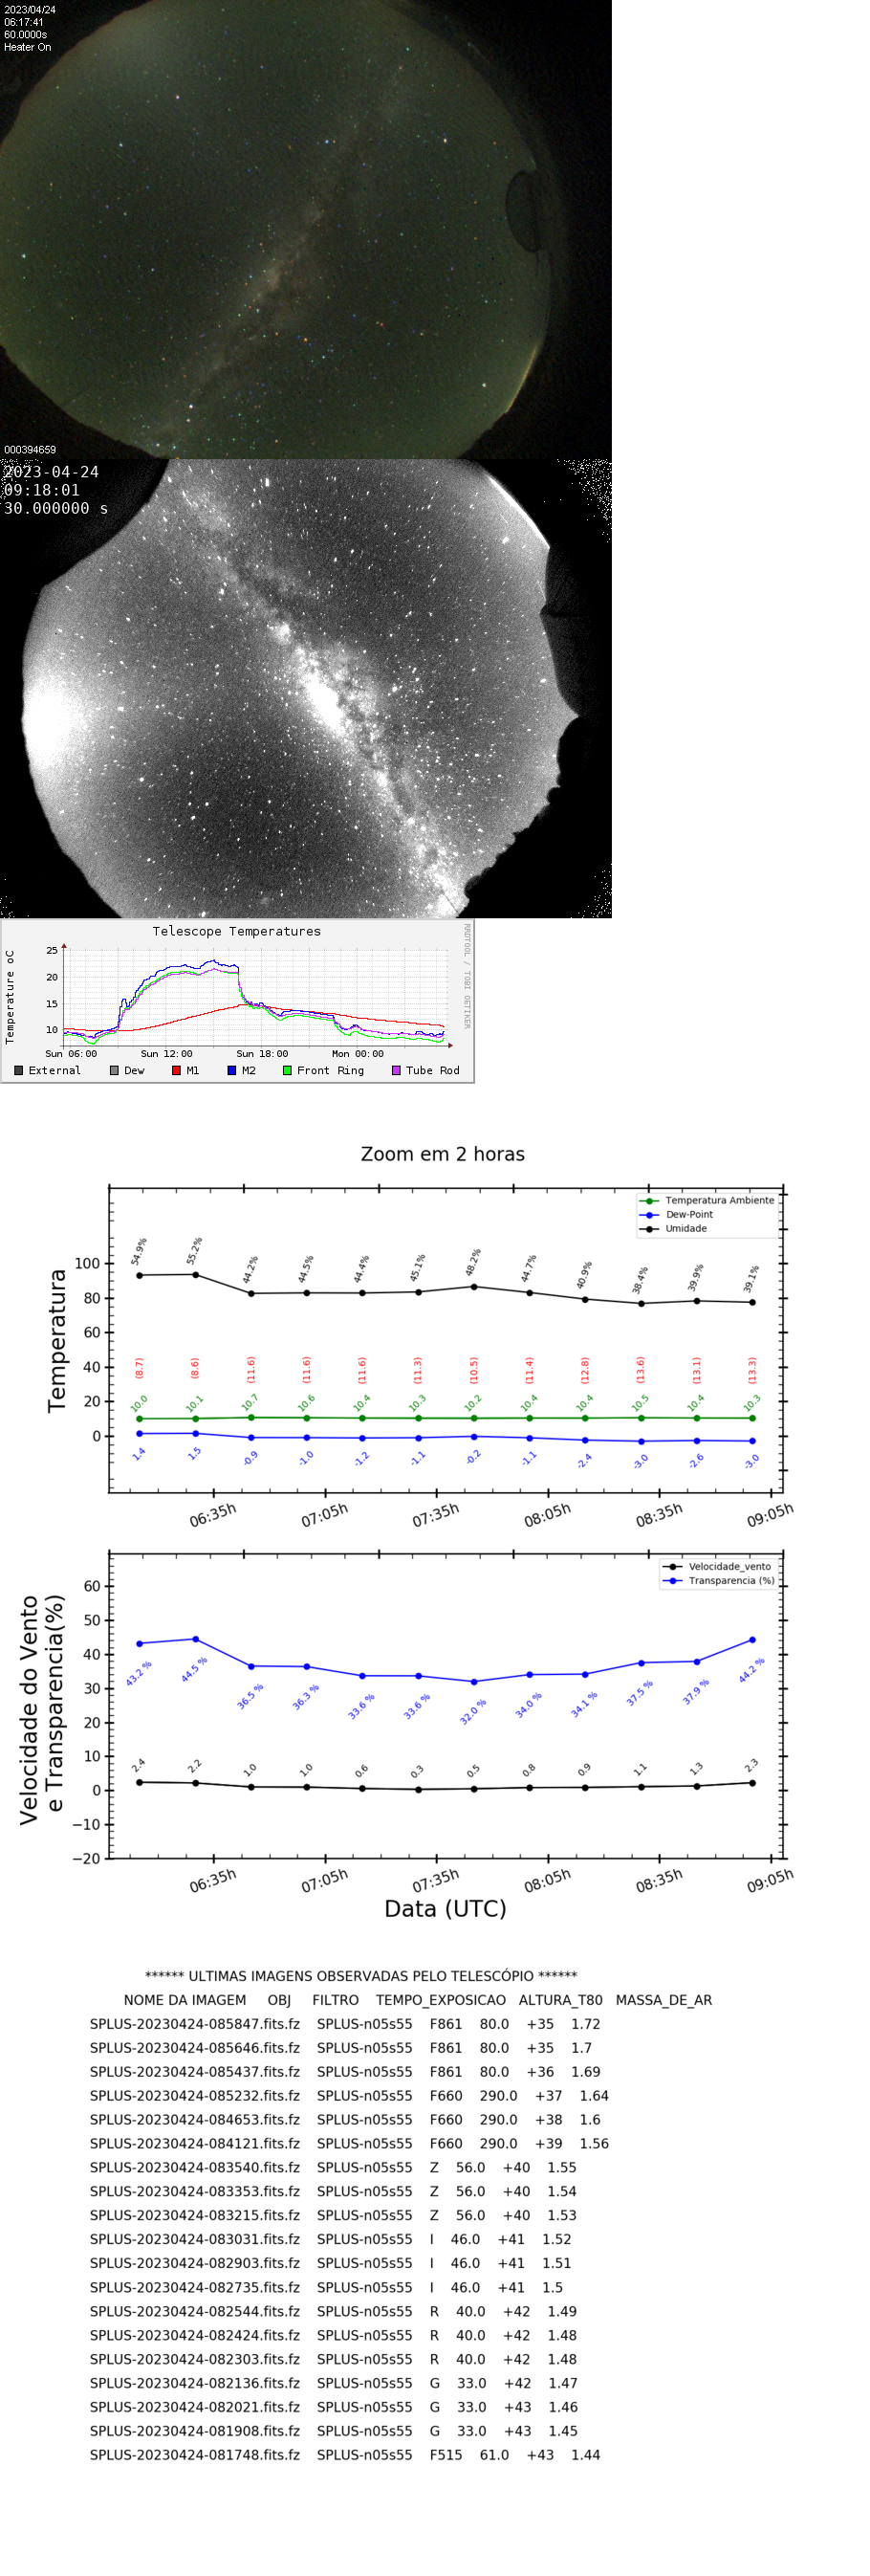 2023/04/24
06:17:41
60.0000s
Heater On
000394659
2023-04-24
09:18:01
30.000000 s
Telescope Temperatures
RRDTOOL / TOBI OETIKER
Temperature oC
25
20
15
10
Sun 06:00 Sun 12:00 Sun 18:00 Mon 00:00
External Dew M1 M2 Front Ring Tube Rod
Zoom em 2 horas
Temperatura Ambiente
Dew-Point
Umidade
Temperatura
100
80
60
40
20
0
54.9% 55.2% 44.2% 44.5% 44.4% 45.1% 48.2% 44.7% 40.9% 38.4% 39.9% 39.1%
(8.7) (8.6) (11.6) (11.6) (11.6) (11.3) (10.5) (11.4) (12.8) (13.6) (13.1) (13.3)
10.0 10.1 10.7 10.6 10.4 10.3 10.2 10.4 10.4 10.5 10.4 10.3
1.4 1.5 -0.9 -1.0 -1.2 -1.1 -0.2 -1.1 -2.4 -3.0 -2.6 -3.0
06:35h 07:05h 07:35h 08:05h 08:35h 09:05h
Velocidade_vento
Transparencia (%)
Velocidade do Vento
e Transparencia(%)
60
50
40
30
20
10
0
−10
−20
43.2 % 44.5 % 36.5 % 36.3 % 33.6 % 33.6 % 32.0 % 34.0 % 34.1 % 37.5 % 37.9 % 44.2 %
2.4 2.2 1.0 1.0 0.6 0.3 0.5 0.8 0.9 1.1 1.3 2.3
06:35h 07:05h 07:35h 08:05h 08:35h 09:05h
Data (UTC)
****** ULTIMAS IMAGENS OBSERVADAS PELO TELESCÓPIO ******
NOME DA IMAGEM OBJ FILTRO TEMPO_EXPOSICAO ALTURA_T80 MASSA_DE_AR
SPLUS-20230424-085847.fits.fz SPLUS-n05s55 F861 80.0 +35 1.72
SPLUS-20230424-085646.fits.fz SPLUS-n05s55 F861 80.0 +35 1.7
SPLUS-20230424-085437.fits.fz SPLUS-n05s55 F861 80.0 +36 1.69
SPLUS-20230424-085232.fits.fz SPLUS-n05s55 F660 290.0 +37 1.64
SPLUS-20230424-084653.fits.fz SPLUS-n05s55 F660 290.0 +38 1.6
SPLUS-20230424-084121.fits.fz SPLUS-n05s55 F660 290.0 +39 1.56
SPLUS-20230424-083540.fits.fz SPLUS-n05s55 Z 56.0 +40 1.55
SPLUS-20230424-083353.fits.fz SPLUS-n05s55 Z 56.0 +40 1.54
SPLUS-20230424-083215.fits.fz SPLUS-n05s55 Z 56.0 +40 1.53
SPLUS-20230424-083031.fits.fz SPLUS-n05s55 I 46.0 +41 1.52
SPLUS-20230424-082903.fits.fz SPLUS-n05s55 I 46.0 +41 1.51
SPLUS-20230424-082735.fits.fz SPLUS-n05s55 I 46.0 +41 1.5
SPLUS-20230424-082544.fits.fz SPLUS-n05s55 R 40.0 +42 1.49
SPLUS-20230424-082424.fits.fz SPLUS-n05s55 R 40.0 +42 1.48
SPLUS-20230424-082303.fits.fz SPLUS-n05s55 R 40.0 +42 1.48
SPLUS-20230424-082136.fits.fz SPLUS-n05s55 G 33.0 +42 1.47
SPLUS-20230424-082021.fits.fz SPLUS-n05s55 G 33.0 +43 1.46
SPLUS-20230424-081908.fits.fz SPLUS-n05s55 G 33.0 +43 1.45
SPLUS-20230424-081748.fits.fz SPLUS-n05s55 F515 61.0 +43 1.44